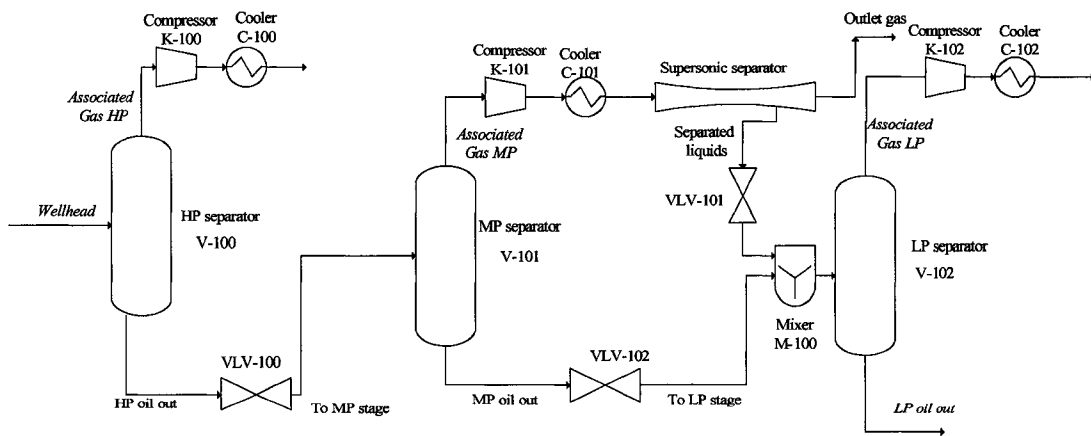 Compressor
K-100
Cooler
C-100
Associated
Gas HP
Wellhead
HP separator
V-100
VLV-100
HP oil out
To MP stage
Compressor
K-101
Cooler
C-101
Associated
Gas MP
MP separator
V-101
MP oil out
VLV-102
To LP stage
Supersonic separator
Separated
liquids
VLV-101
Mixer
M-100
Outlet gas
Compressor
K-102
Cooler
C-102
Associated
Gas LP
LP separator
V-102
LP oil out